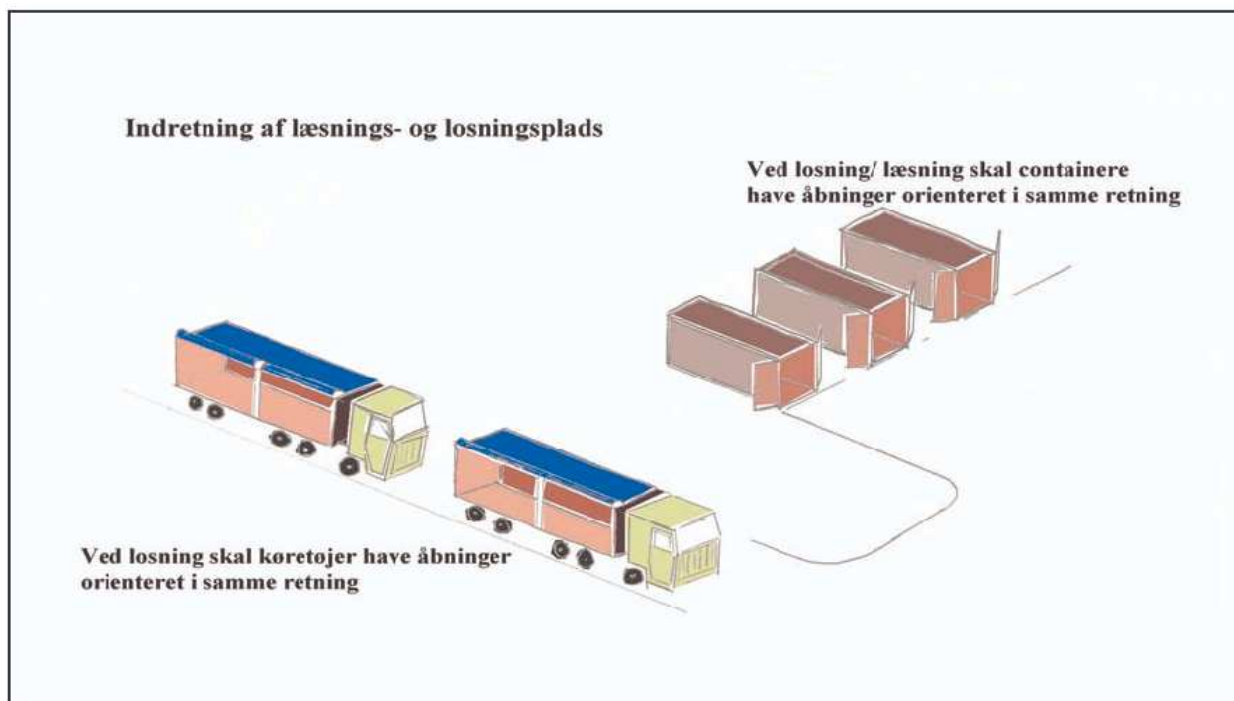 Indretning af læsnings- og losningsplads
Ved losning/ læsning skal containere
have åbninger orienteret i samme retning
Ved losning skal køretøjer have åbninger
orienteret i samme retning